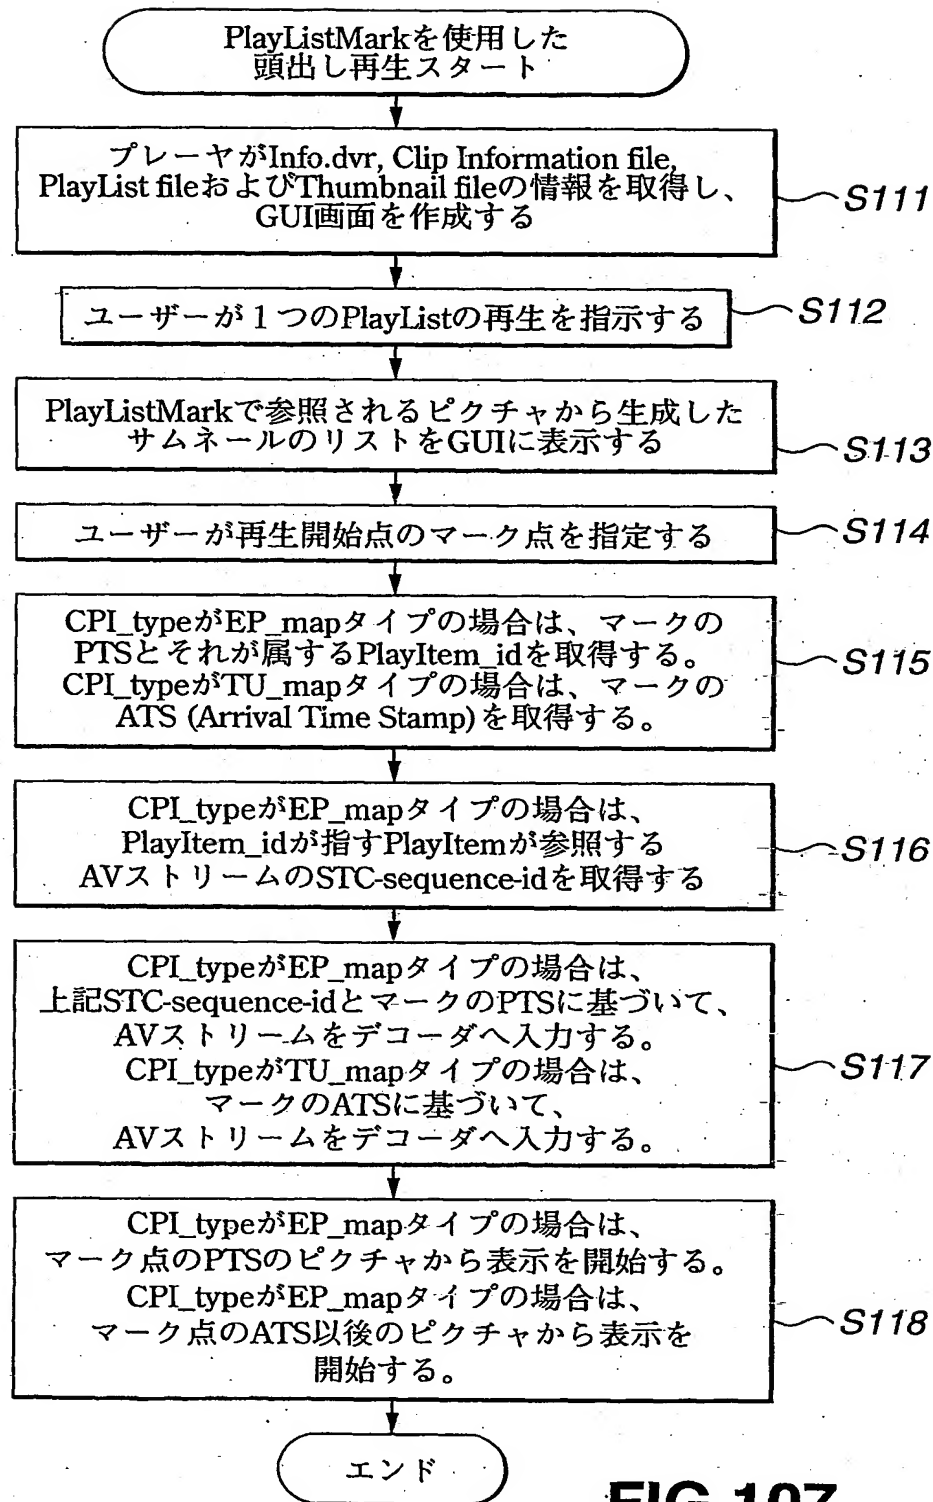 PlayListMarkを使用した
頭出し再生スタート
プレーヤがInfo.dvr, Clip Information file,
PlayList fileおよびThumbnail fileの情報を取得し、
GUI画面を作成する
S111
ユーザーが1つのPlayListの再生を指示する
S112
PlayListMarkで参照されるピクチャから生成した
サムネールのリストをGUIに表示する
S113
ユーザーが再生開始点のマーク点を指定する
S114
CPI_typeがEP_mapタイプの場合は、マークの
PTSとそれが属するPlayItem_idを取得する。
CPI_typeがTU_mapタイプの場合は、マークの
ATS (Arrival Time Stamp)を取得する。
S115
CPI_typeがEP_mapタイプの場合は、
PlayItem_idが指すPlayItemが参照する
AVストリームのSTC-sequence-idを取得する
S116
CPI_typeがEP_mapタイプの場合は、
上記STC-sequence-idとマークのPTSに基づいて、
AVストリームをデコーダへ入力する。
CPI_typeがTU_mapタイプの場合は、
マークのATSに基づいて、
AVストリームをデコーダへ入力する。
S117
CPI_typeがEP_mapタイプの場合は、
マーク点のPTSのピクチャから表示を開始する。
CPI_typeがEP_mapタイプの場合は、
マーク点のATS以後のピクチャから表示を
開始する。
S118
エンド
FIG.107